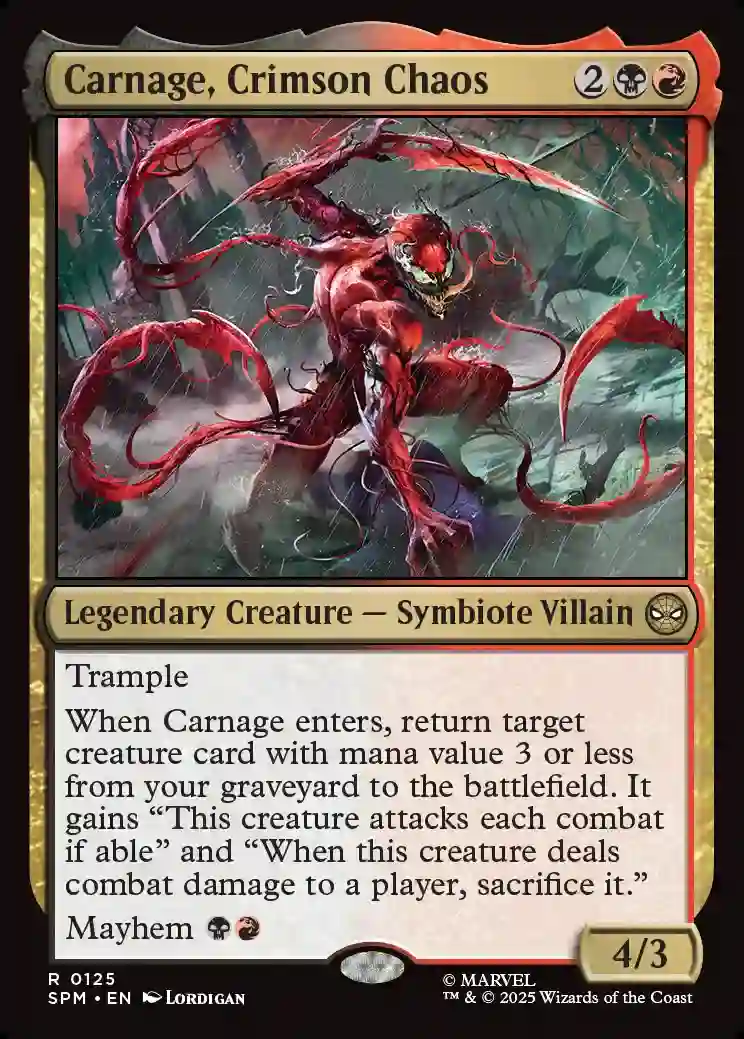 Carnage, Crimson Chaos 2
Legendary Creature — Symbiote Villain
Trample
When Carnage enters, return target
creature card with mana value 3 or less
from your graveyard to the battlefield. It
gains “This creature attacks each combat
if able” and “When this creature deals
combat damage to a player, sacrifice it.”
Mayhem
4/3
R 0125
SPM • EN Lordigan
© MARVEL
™ & © 2025 Wizards of the Coast